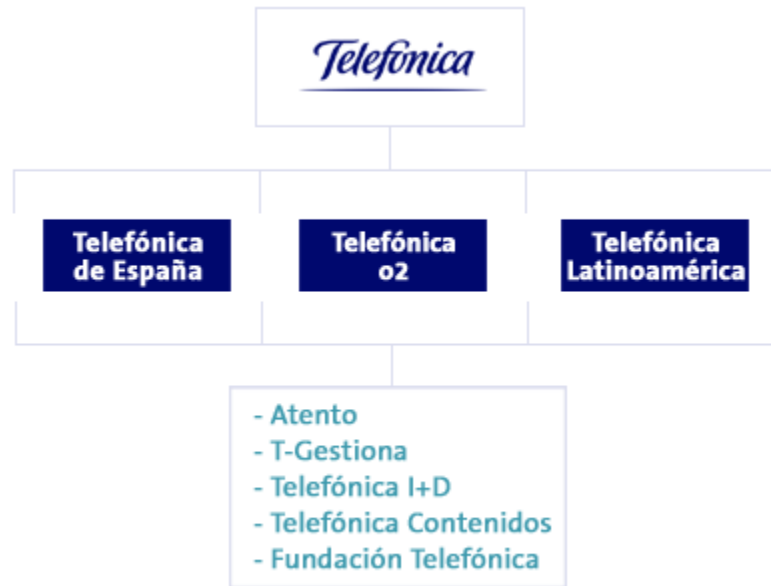 Telefónica
Telefónica
de España
Telefónica
o2
Telefónica
Latinoamérica
- Atento
- T-Gestiona
- Telefónica I+D
- Telefónica Contenidos
- Fundación Telefónica